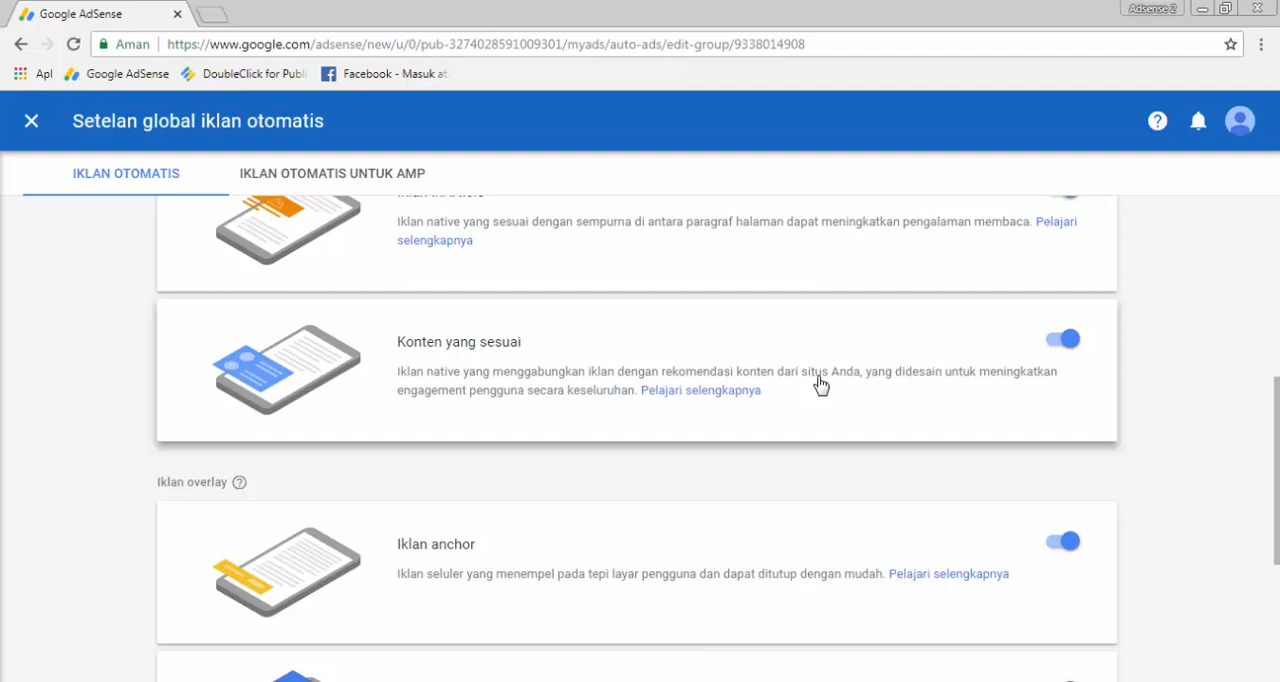 Google AdSense
Adsense 2
Aman
https://www.google.com/adsense/new/u/0/pub-3274028591009301/myads/auto-ads/edit-group/9338014908
Apl
Google AdSense
DoubleClick for Publ
Facebook - Masuk at
Setelan global iklan otomatis
IKLAN OTOMATIS
IKLAN OTOMATIS UNTUK AMP
Iklan native yang sesuai dengan sempurna di antara paragraf halaman dapat meningkatkan pengalaman membaca. Pelajari
selengkapnya
Konten yang sesuai
Iklan native yang menggabungkan iklan dengan rekomendasi konten dari situs Anda, yang didesain untuk meningkatkan
engagement pengguna secara keseluruhan. Pelajari selengkapnya
Iklan overlay
Iklan anchor
Iklan seluler yang menempel pada tepi layar pengguna dan dapat ditutup dengan mudah. Pelajari selengkapnya